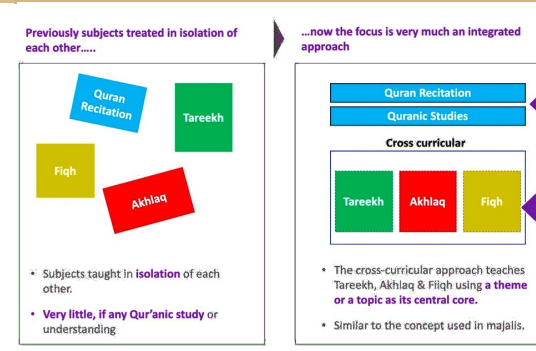 Previously subjects treated in isolation of
each other.....
Quran
Recitation
Tareekh
Fiqh
Akhlaq
• Subjects taught in isolation of each
other.
• Very little, if any Qur'anic study or
understanding
...now the focus is very much an integrated
approach
Quran Recitation
Quranic Studies
Cross curricular
Tareekh
Akhlaq
Fiqh
• The cross-curricular approach teaches
Tareekh, Akhlaq & Fiiqh using a theme
or a topic as its central core.
• Similar to the concept used in majalis.